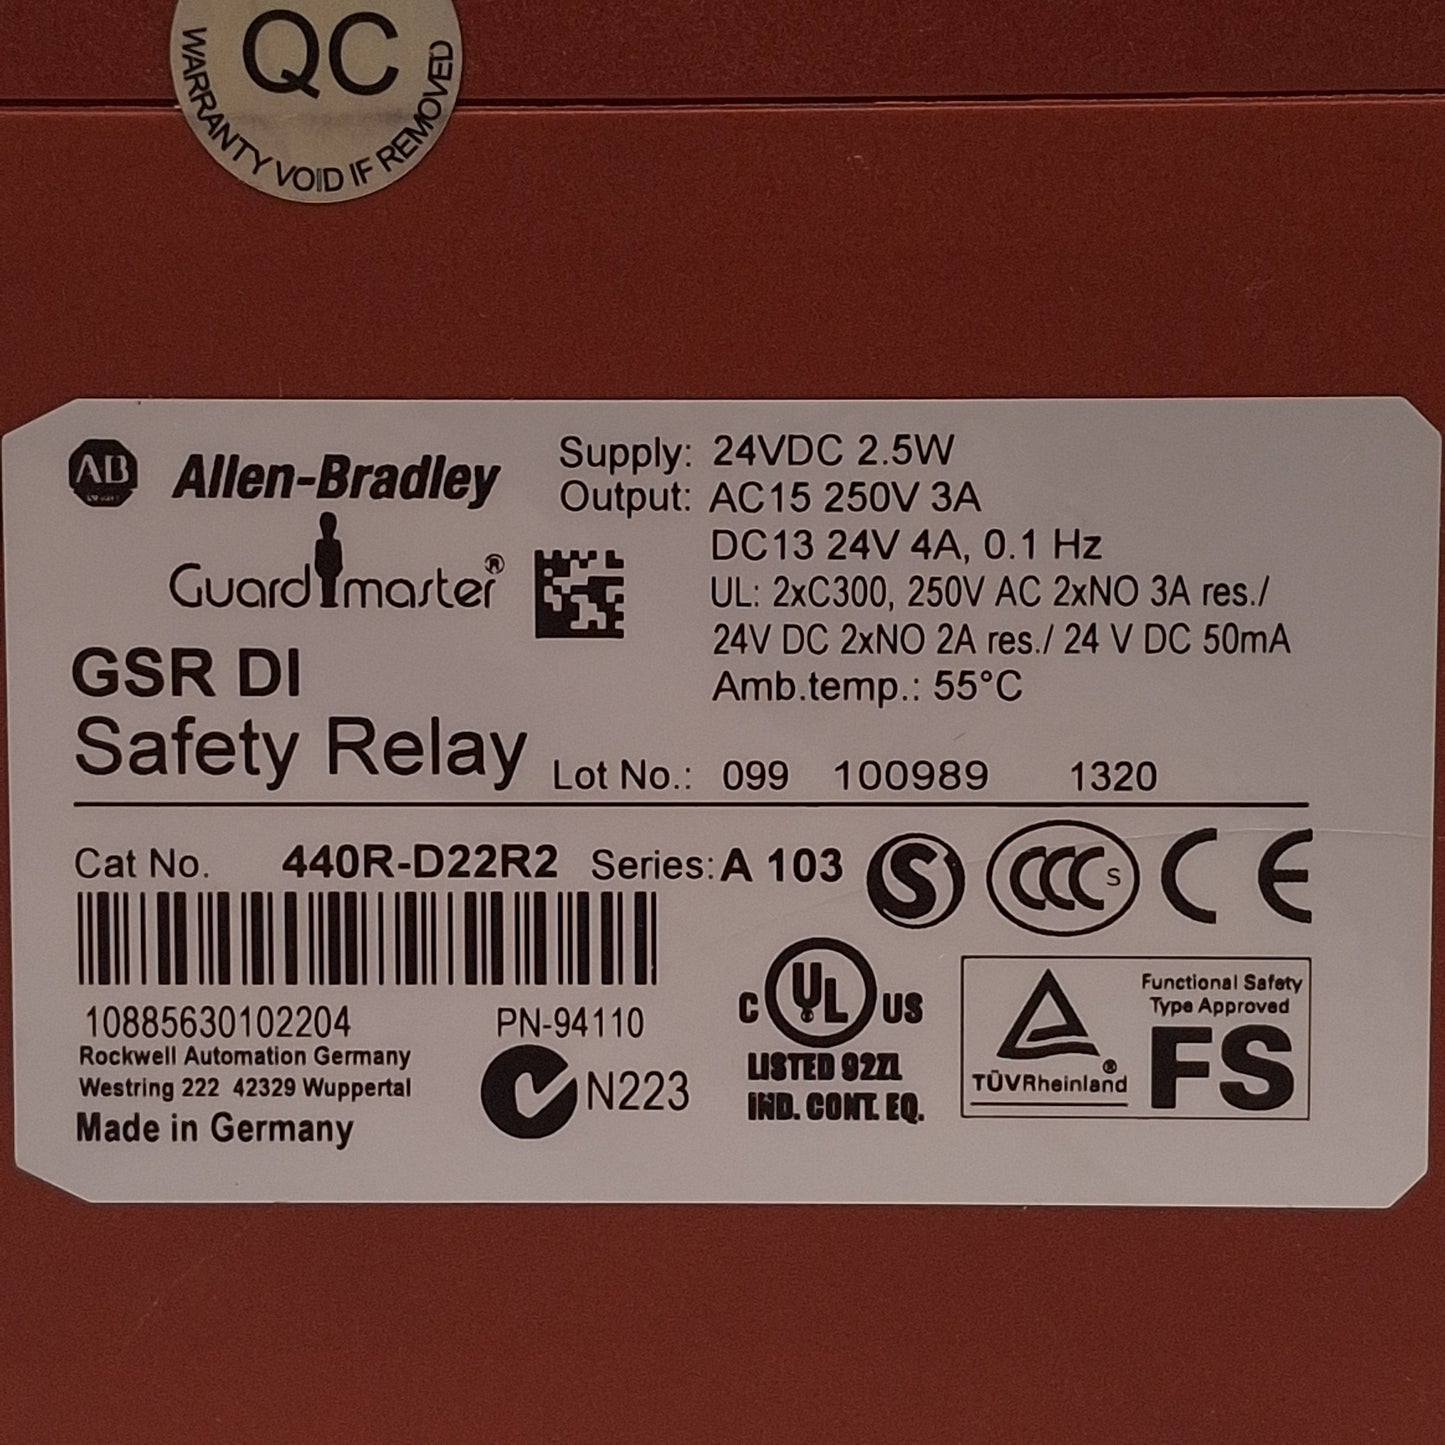 QC
WARRANTY VOID IF REMOVED
AB
Allen-Bradley
Guardmaster®
GSR DI
Safety Relay
Supply: 24VDC 2.5W
Output: AC15 250V 3A
DC13 24V 4A, 0.1 Hz
UL: 2xC300, 250V AC 2xNO 3A res./
24V DC 2xNO 2A res./ 24 V DC 50mA
Amb.temp.: 55°C
Lot No.: 099 100989 1320
Cat No. 440R-D22R2 Series: A 103
S
CCC S
CE
10885630102204 PN-94110
Rockwell Automation Germany
Westring 222 42329 Wuppertal
Made in Germany
N223
C UL US
LISTED 92ZL
IND. CONT. EQ.
Functional Safety
Type Approved
TÜVRheinland®
FS